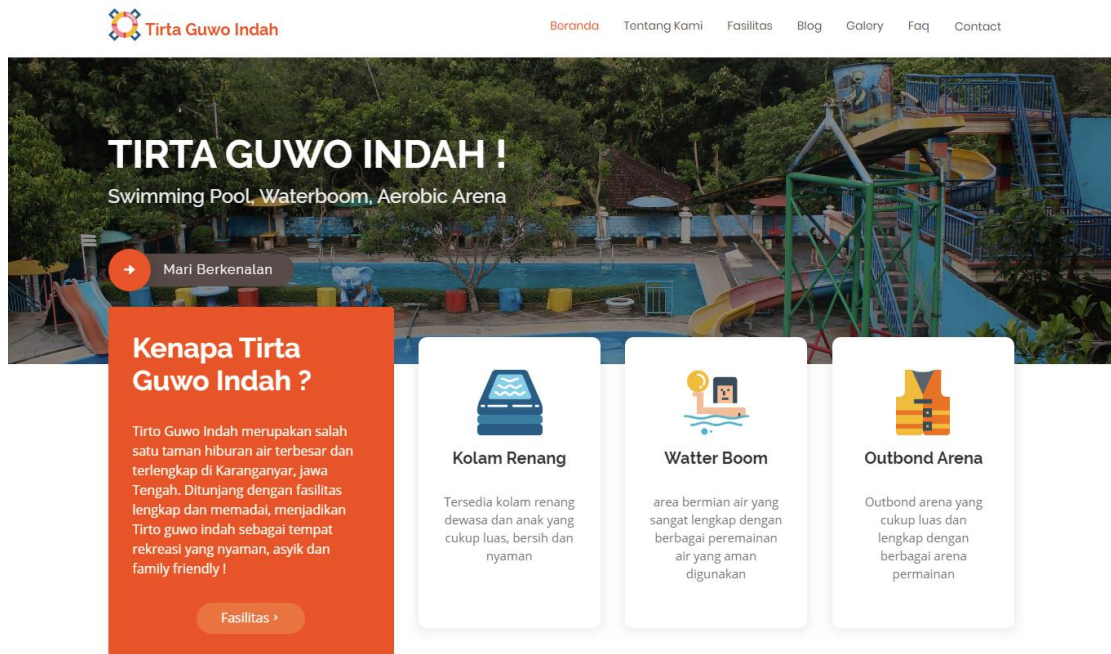 Tirta Guwo Indah
Beranda Tentang Kami Fasilitas Blog Galery Faq Contact
TIRTA GUWO INDAH !
Swimming Pool, Waterboom, Aerobic Arena
Mari Berkenalan
Kenapa Tirta
Guwo Indah ?
Tirto Guwo Indah merupakan salah
satu taman hiburan air terbesar dan
terlengkap di Karanganyar, jawa
Tengah. Ditunjang dengan fasilitas
lengkap dan memadai, menjadikan
Tirto guwo indah sebagai tempat
rekreasi yang nyaman, asyik dan
family friendly !
Fasilitas ›
Kolam Renang
Tersedia kolam renang
dewasa dan anak yang
cukup luas, bersih dan
nyaman
Watter Boom
area bermian air yang
sangat lengkap dengan
berbagai peremainan
air yang aman
digunakan
Outbond Arena
Outbond arena yang
cukup luas dan
lengkap dengan
berbagai arena
permainan